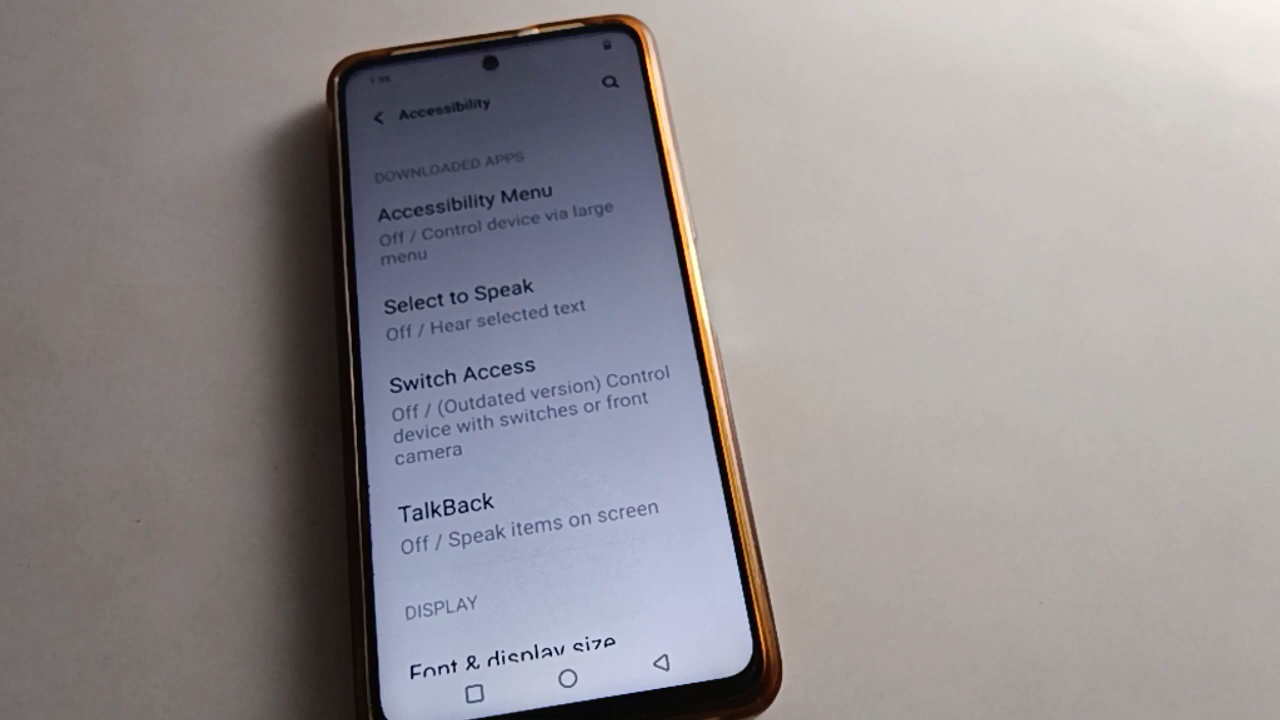 Accessibility
DOWNLOADED APPS
Accessibility Menu
Off / Control device via large
menu
Select to Speak
Off / Hear selected text
Switch Access
Off / (Outdated version) Control
device with switches or front
camera
TalkBack
Off / Speak items on screen
DISPLAY
Font & display size